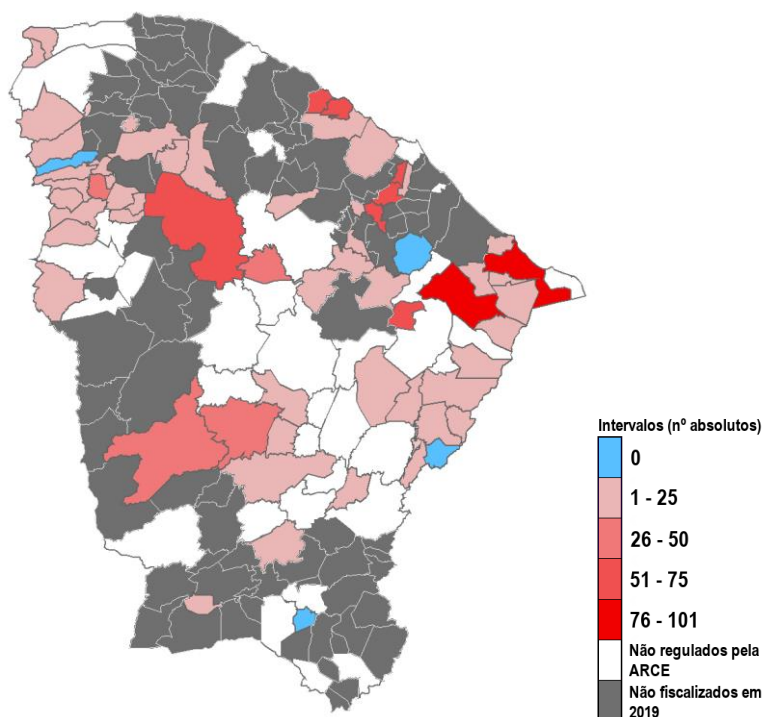 Intervalos (nº absolutos)
0
1 - 25
26 - 50
51 - 75
76 - 101
Não regulados pela
ARCE
Não fiscalizados em
2019